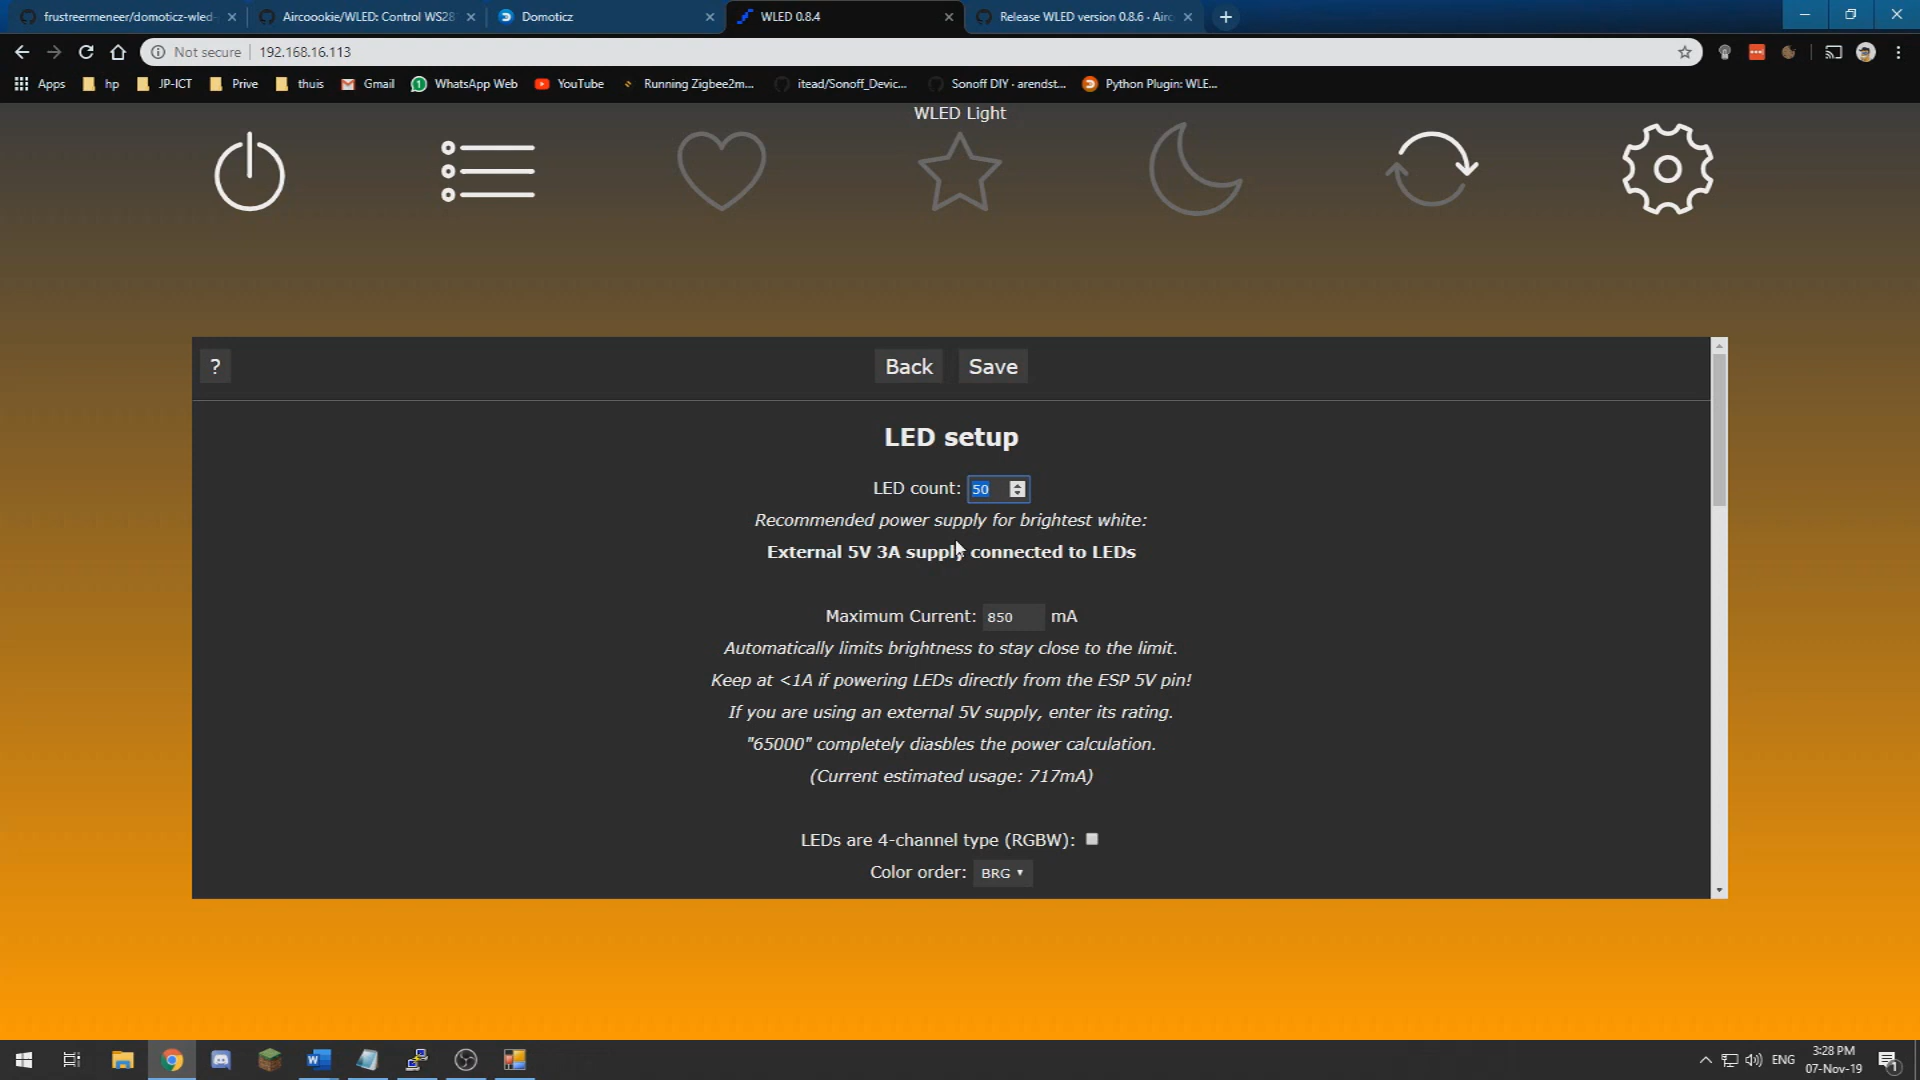 frustreermeneer/domoticz-wled-
Aircoookie/WLED: Control WS28
Domoticz
WLED 0.8.4
Release WLED version 0.8.6 · Airc
Not secure
192.168.16.113
Apps
hp
JP-ICT
Prive
thuis
Gmail
WhatsApp Web
YouTube
Running Zigbee2m...
itead/Sonoff_Devic...
Sonoff DIY · arendst...
Python Plugin: WLE...
WLED Light
?
Back
Save
LED setup
LED count: 50
Recommended power supply for brightest white:
External 5V 3A supply connected to LEDs
Maximum Current: 850 mA
Automatically limits brightness to stay close to the limit.
Keep at <1A if powering LEDs directly from the ESP 5V pin!
If you are using an external 5V supply, enter its rating.
"65000" completely diasbles the power calculation.
(Current estimated usage: 717mA)
LEDs are 4-channel type (RGBW):
Color order: BRG
ENG
3:28 PM
07-Nov-19
1